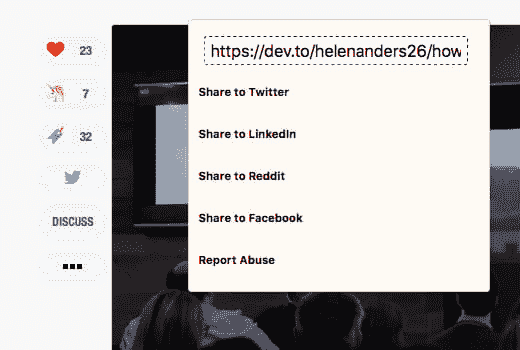 23
7
32
DISCUSS
https://dev.to/helenanders26/how
Share to Twitter
Share to LinkedIn
Share to Reddit
Share to Facebook
Report Abuse